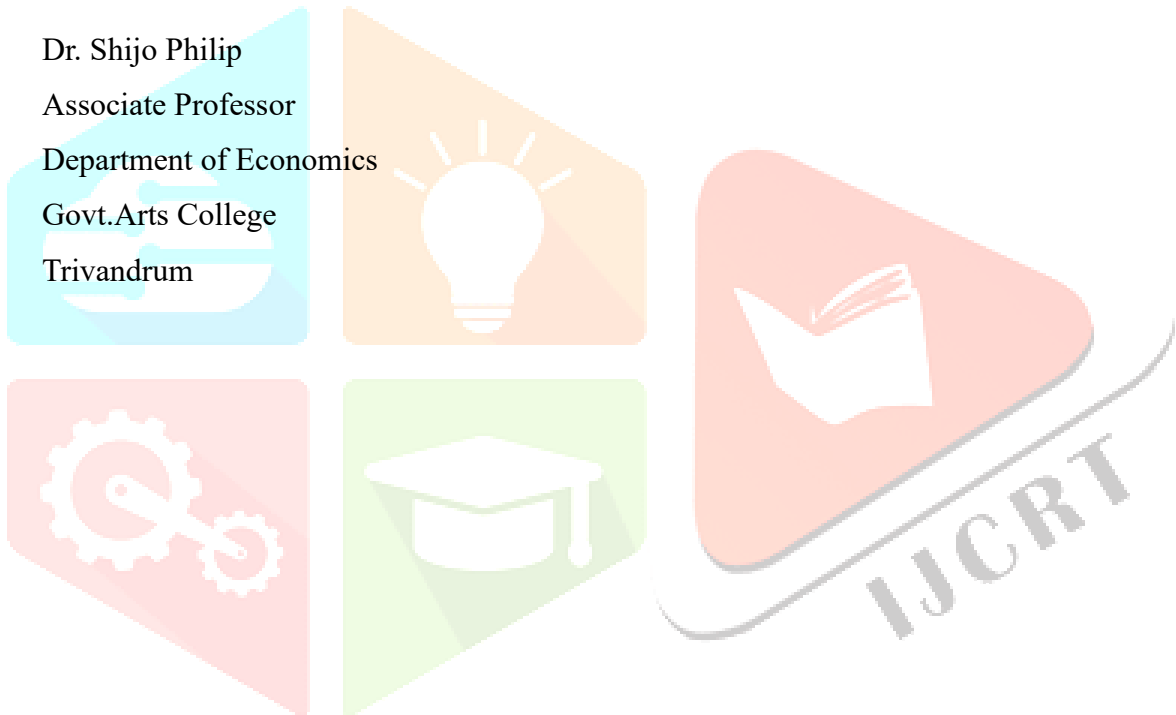 Dr. Shijo Philip
Associate Professor
Department of Economics
Govt.Arts College
Trivandrum
IJCRT